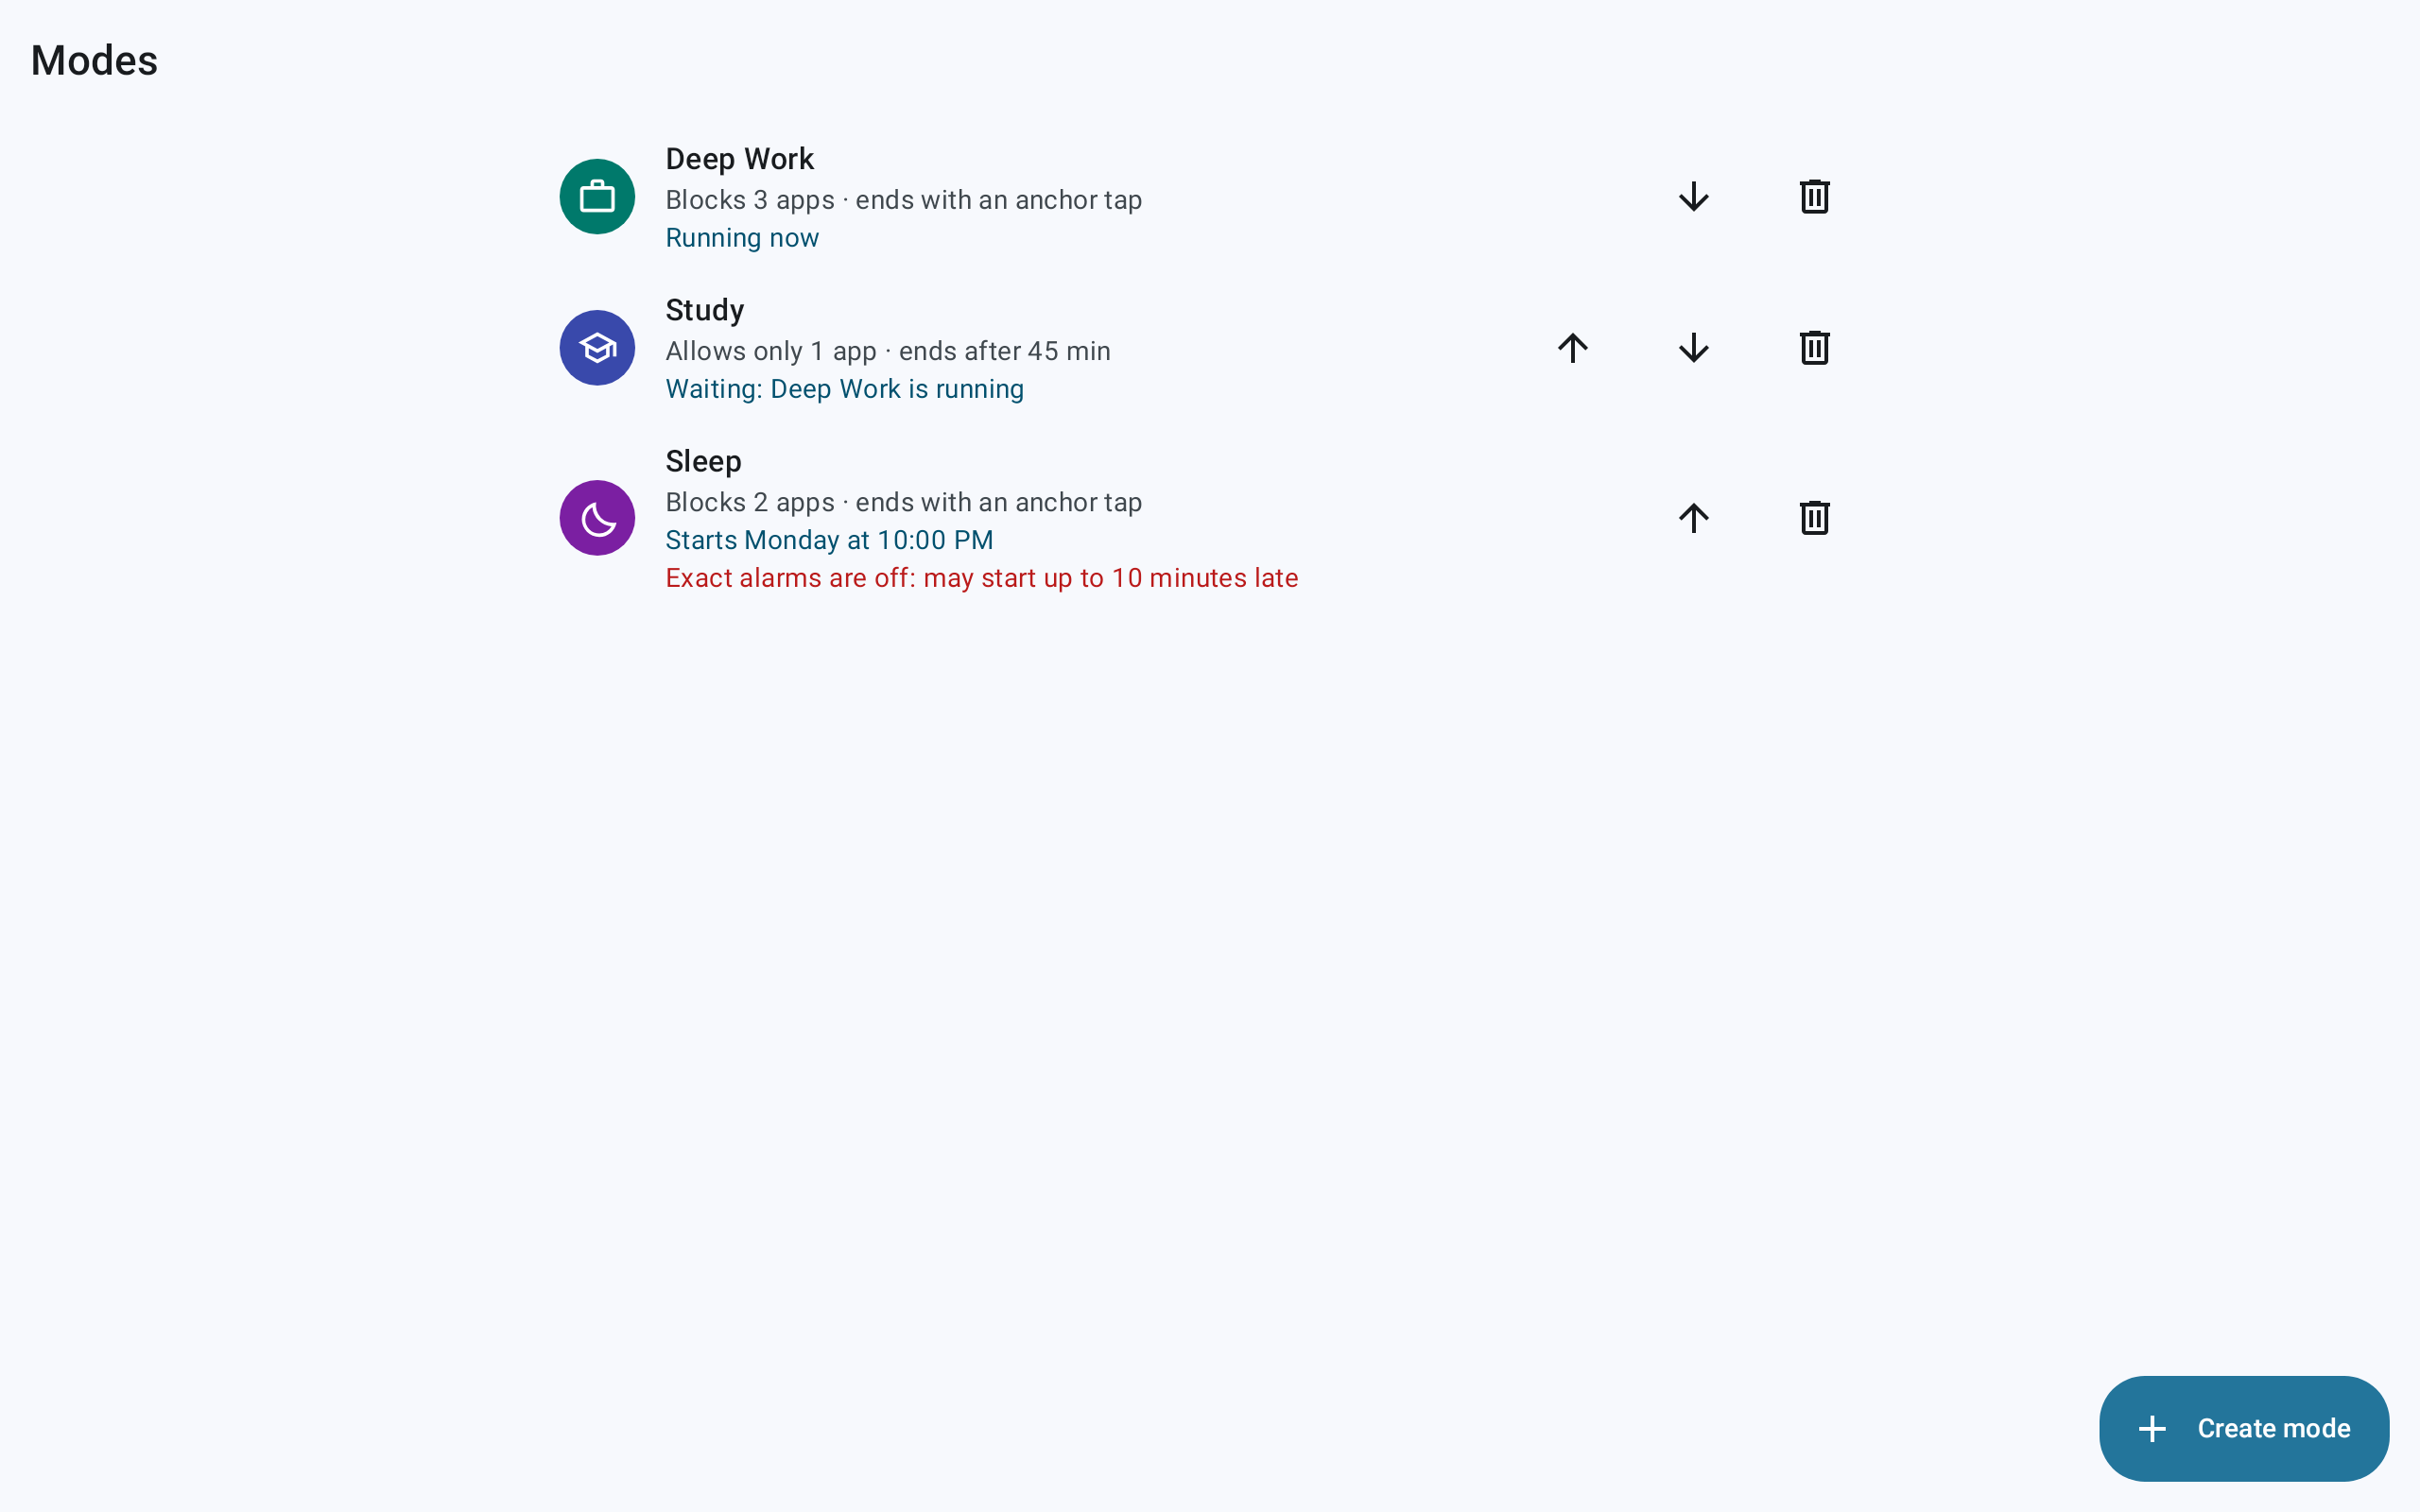 Modes
Deep Work
Blocks 3 apps · ends with an anchor tap
Running now
Study
Allows only 1 app · ends after 45 min
Waiting: Deep Work is running
Sleep
Blocks 2 apps · ends with an anchor tap
Starts Monday at 10:00 PM
Exact alarms are off: may start up to 10 minutes late
Create mode